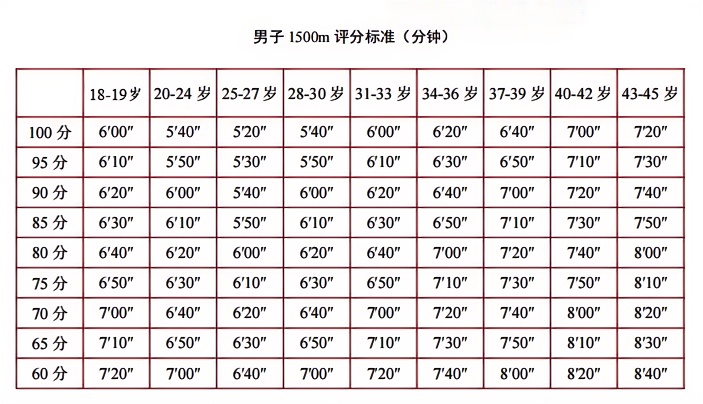 男子 1500m 评分标准（分钟）
18-19岁 20-24 岁 25-27 岁 28-30 岁 31-33 岁 34-36 岁 37-39 岁 40-42 岁 43-45 岁
100 分 6'00" 5'40" 5'20" 5'40" 6'00" 6'20" 6'40" 7'00" 7'20"
95 分 6'10" 5'50" 5'30" 5'50" 6'10" 6'30" 6'50" 7'10" 7'30"
90 分 6'20" 6'00" 5'40" 6'00" 6'20" 6'40" 7'00" 7'20" 7'40"
85 分 6'30" 6'10" 5'50" 6'10" 6'30" 6'50" 7'10" 7'30" 7'50"
80 分 6'40" 6'20" 6'00" 6'20" 6'40" 7'00" 7'20" 7'40" 8'00"
75 分 6'50" 6'30" 6'10" 6'30" 6'50" 7'10" 7'30" 7'50" 8'10"
70 分 7'00" 6'40" 6'20" 6'40" 7'00" 7'20" 7'40" 8'00" 8'20"
65 分 7'10" 6'50" 6'30" 6'50" 7'10" 7'30" 7'50" 8'10" 8'30"
60 分 7'20" 7'00" 6'40" 7'00" 7'20" 7'40" 8'00" 8'20" 8'40"